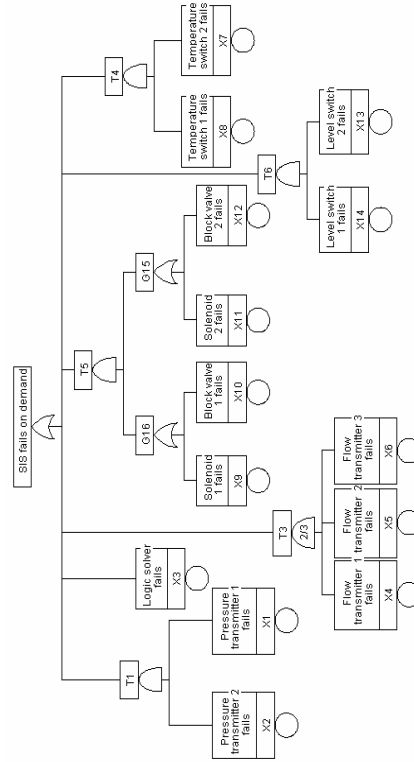 SIS fails on demand
T1
Pressure
transmitter 2
fails
X2
Pressure
transmitter 1
fails
X1
Logic solver
fails
X3
T3
2/3
Flow
transmitter 1
fails
X4
Flow
transmitter 2
fails
X5
Flow
transmitter 3
fails
X6
T5
G16
Solenoid
1 fails
X9
Block valve
1 fails
X10
G15
Solenoid
2 fails
X11
Block valve
2 fails
X12
T6
Level switch
1 fails
X14
Level switch
2 fails
X13
T4
Temperature
switch 1 fails
X8
Temperature
switch 2 fails
X7